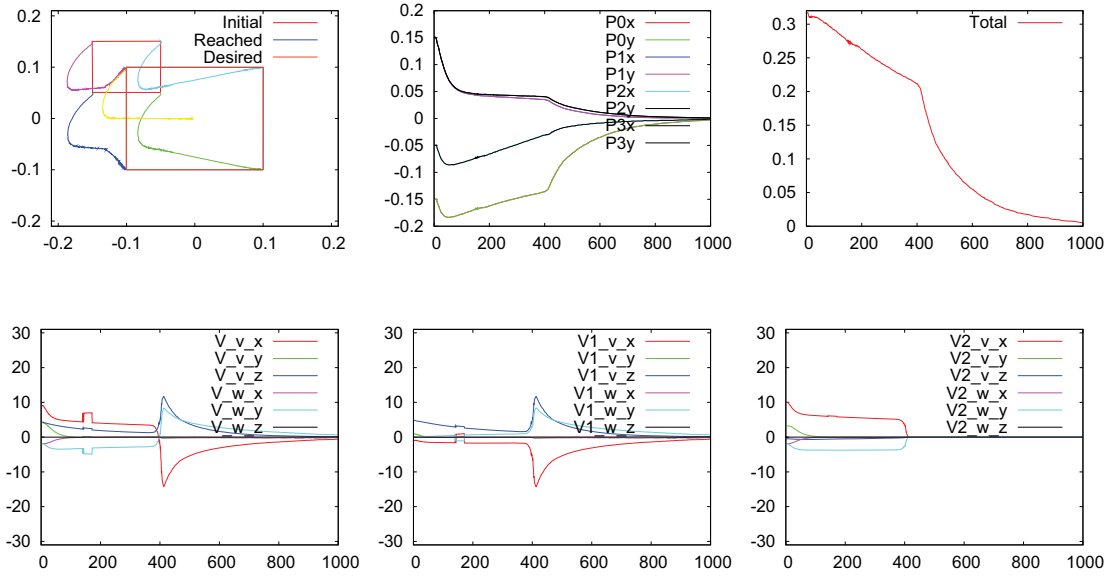 0.2
0.1
0
-0.1
-0.2
-0.2
-0.1
0
0.1
0.2
Initial
Reached
Desired
0.2
0.15
0.1
0.05
0
-0.05
-0.1
-0.15
-0.2
0
200
400
600
800
1000
P0x
P0y
P1x
P1y
P2x
P2y
P3x
P3y
0.3
0.25
0.2
0.15
0.1
0.05
0
0
200
400
600
800
1000
Total
30
20
10
0
-10
-20
-30
0
200
400
600
800
1000
V_v_x
V_v_y
V_v_z
V_w_x
V_w_y
V_w_z
30
20
10
0
-10
-20
-30
0
200
400
600
800
1000
V1_v_x
V1_v_y
V1_v_z
V1_w_x
V1_w_y
V1_w_z
30
20
10
0
-10
-20
-30
0
200
400
600
800
1000
V2_v_x
V2_v_y
V2_v_z
V2_w_x
V2_w_y
V2_w_z